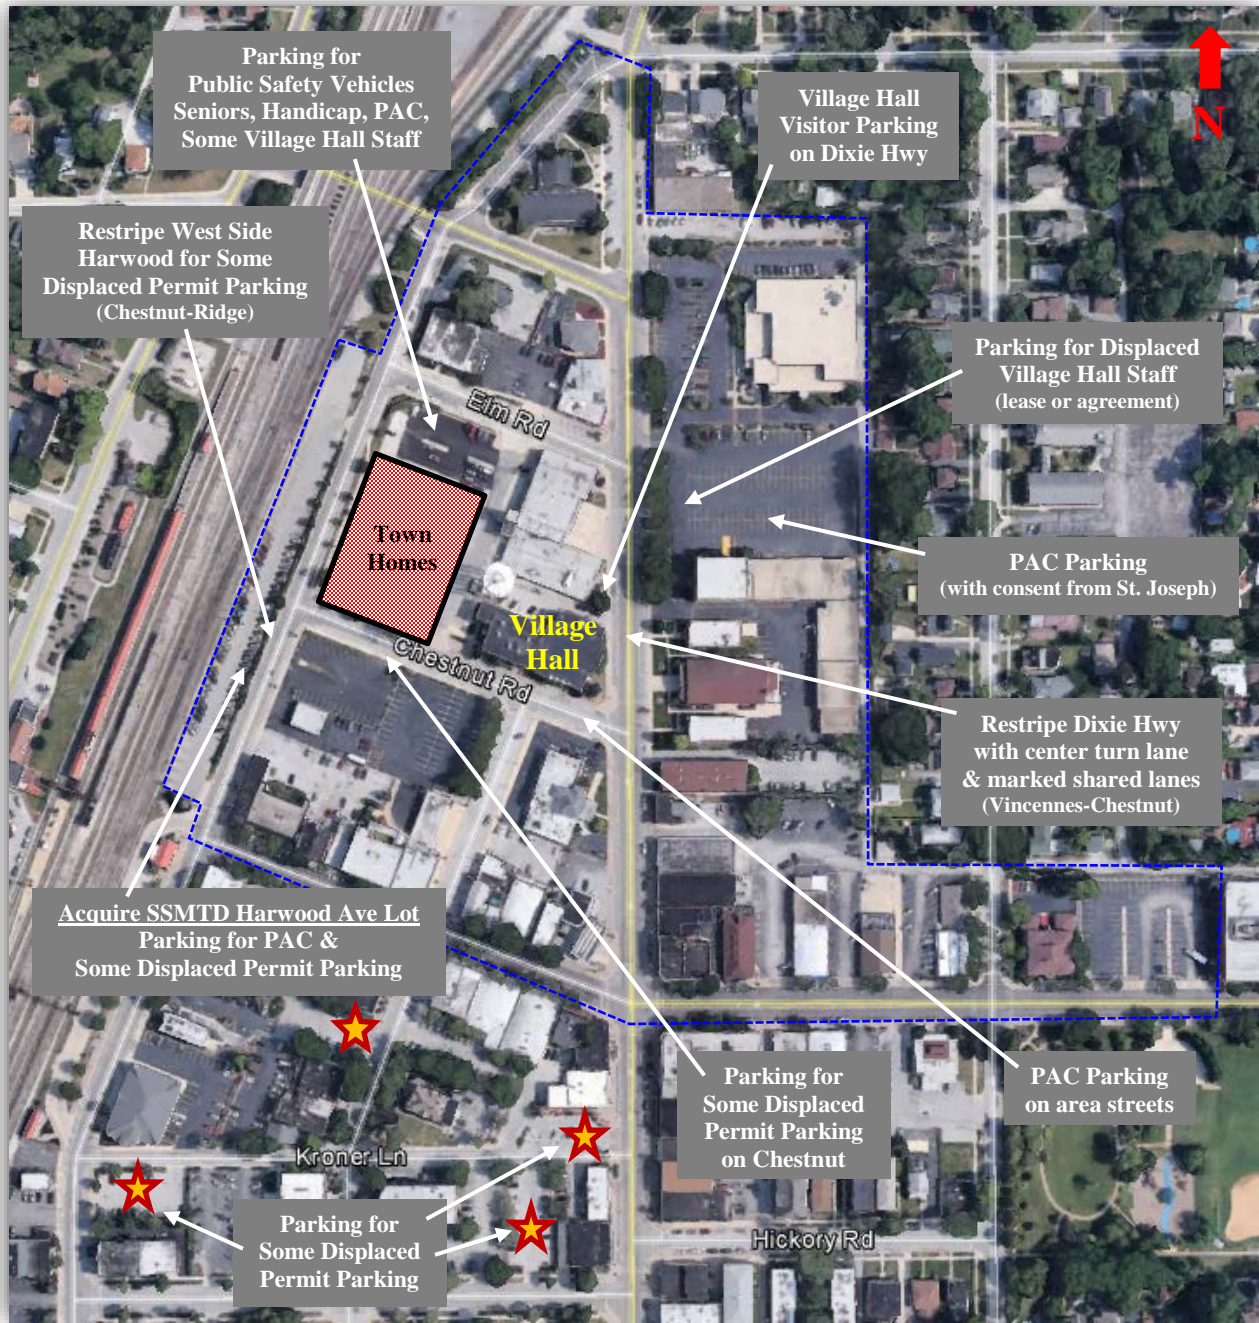 Parking for
Public Safety Vehicles
Seniors, Handicap, PAC,
Some Village Hall Staff
Village Hall
Visitor Parking
on Dixie Hwy
N
Restripe West Side
Harwood for Some
Displaced Permit Parking
(Chestnut-Ridge)
Parking for Displaced
Village Hall Staff
(lease or agreement)
Elm Rd
Town
Homes
PAC Parking
(with consent from St. Joseph)
Village
Hall
Chestnut Rd
Restripe Dixie Hwy
with center turn lane
& marked shared lanes
(Vincennes-Chestnut)
Acquire SSMTD Harwood Ave Lot
Parking for PAC &
Some Displaced Permit Parking
Parking for
Some Displaced
Permit Parking
on Chestnut
PAC Parking
on area streets
Kroner Ln
Parking for
Some Displaced
Permit Parking
Hickory Rd